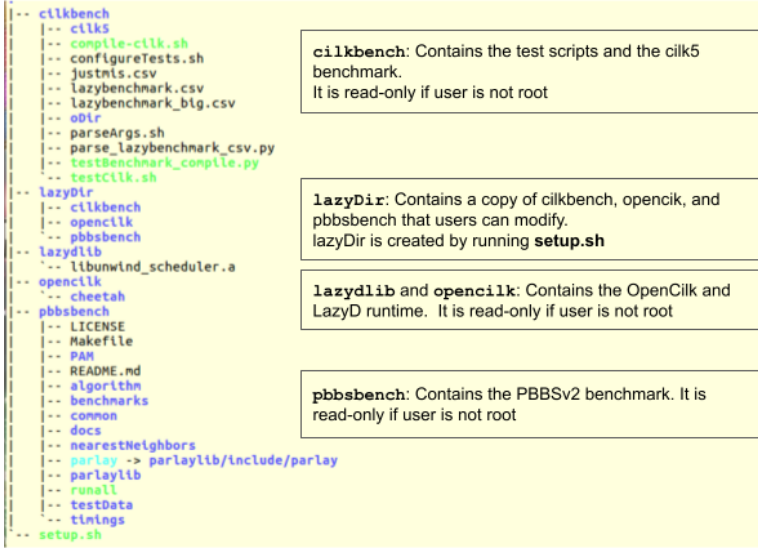 |-- cilkbench
|   |-- cilk5
|   |-- compile-cilk.sh
|   |-- configureTests.sh
|   |-- justmis.csv
|   |-- lazybenchmark.csv
|   |-- lazybenchmark_big.csv
|   |-- oDir
|   |-- parseArgs.sh
|   |-- parse_lazybenchmark_csv.py
|   |-- testBenchmark_compile.py
|   `-- testCilk.sh
|-- lazyDir
|   |-- cilkbench
|   |-- opencilk
|   `-- pbbsbench
|-- lazydlib
|   `-- libunwind_scheduler.a
|-- opencilk
|   `-- cheetah
|-- pbbsbench
|   |-- LICENSE
|   |-- Makefile
|   |-- PAM
|   |-- README.md
|   |-- algorithm
|   |-- benchmarks
|   |-- common
|   |-- docs
|   |-- nearestNeighbors
|   |-- parlay -> parlaylib/include/parlay
|   |-- parlaylib
|   |-- runall
|   |-- testData
|   `-- timings
`-- setup.sh
cilkbench: Contains the test scripts and the cilk5
benchmark.
It is read-only if user is not root
lazyDir: Contains a copy of cilkbench, opencik, and
pbbsbench that users can modify.
lazyDir is created by running setup.sh
lazydlib and opencilk: Contains the OpenCilk and
LazyD runtime. It is read-only if user is not root
pbbsbench: Contains the PBBSv2 benchmark. It is
read-only if user is not root